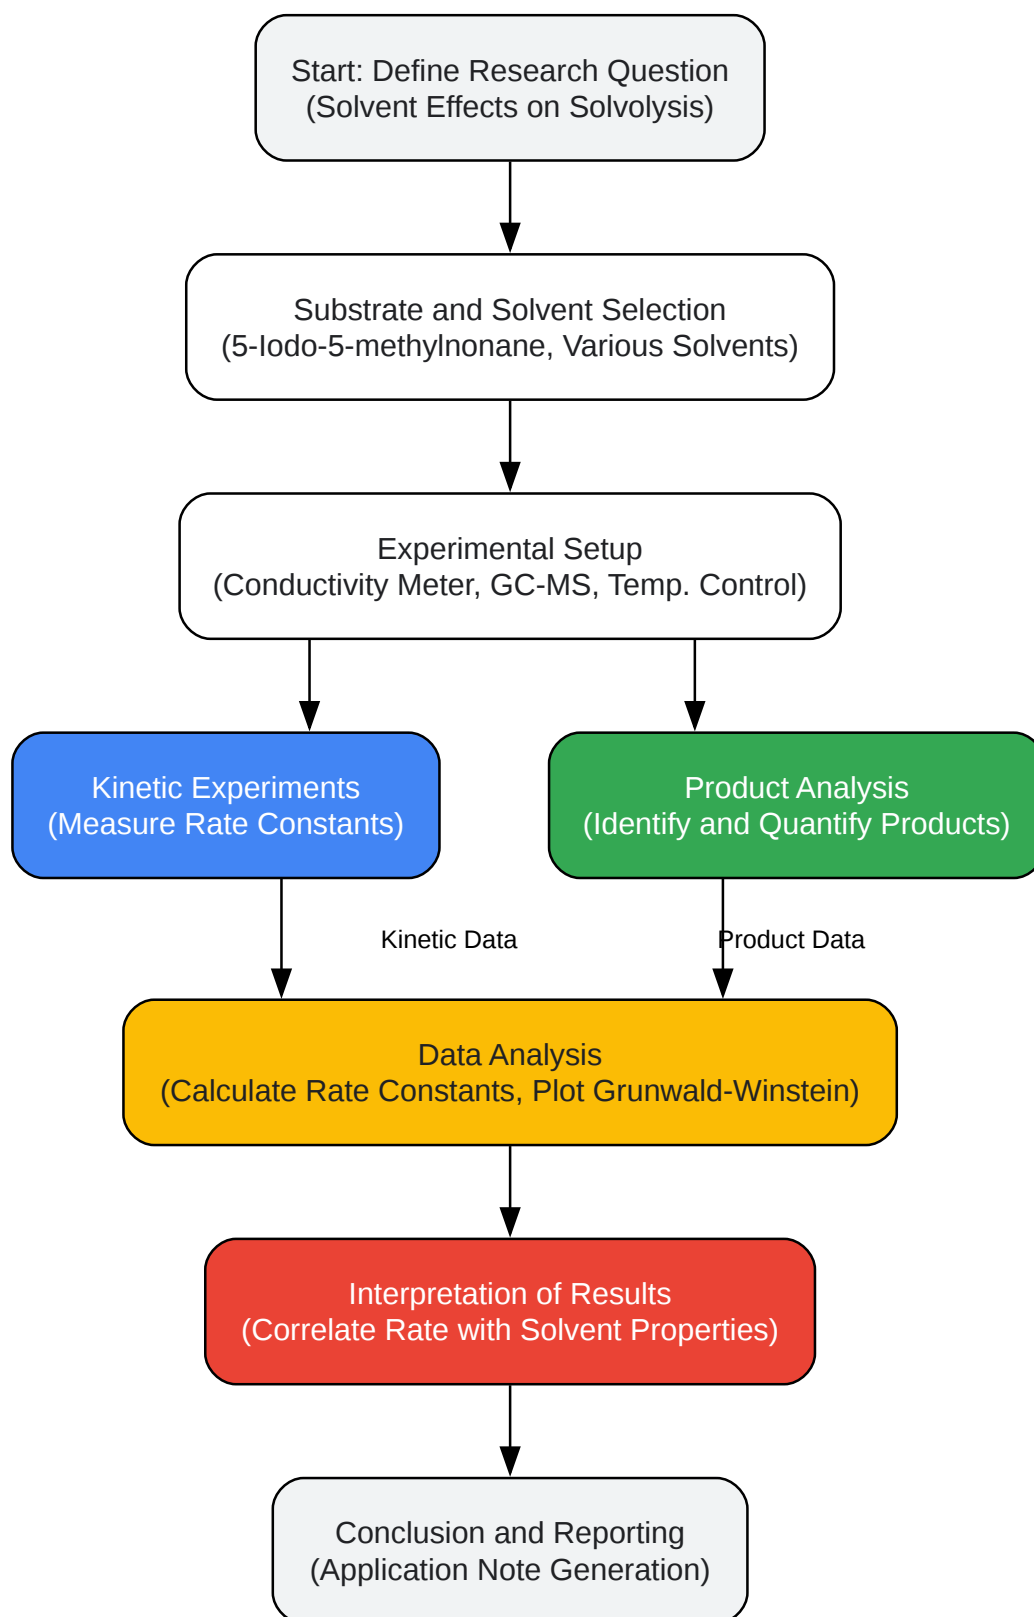 Start: Define Research Question
(Solvent Effects on Solvolysis)
Substrate and Solvent Selection
(5-Iodo-5-methylnonane, Various Solvents)
Experimental Setup
(Conductivity Meter, GC-MS, Temp. Control)
Kinetic Experiments
(Measure Rate Constants)
Product Analysis
(Identify and Quantify Products)
Kinetic Data
Product Data
Data Analysis
(Calculate Rate Constants, Plot Grunwald-Winstein)
Interpretation of Results
(Correlate Rate with Solvent Properties)
Conclusion and Reporting
(Application Note Generation)